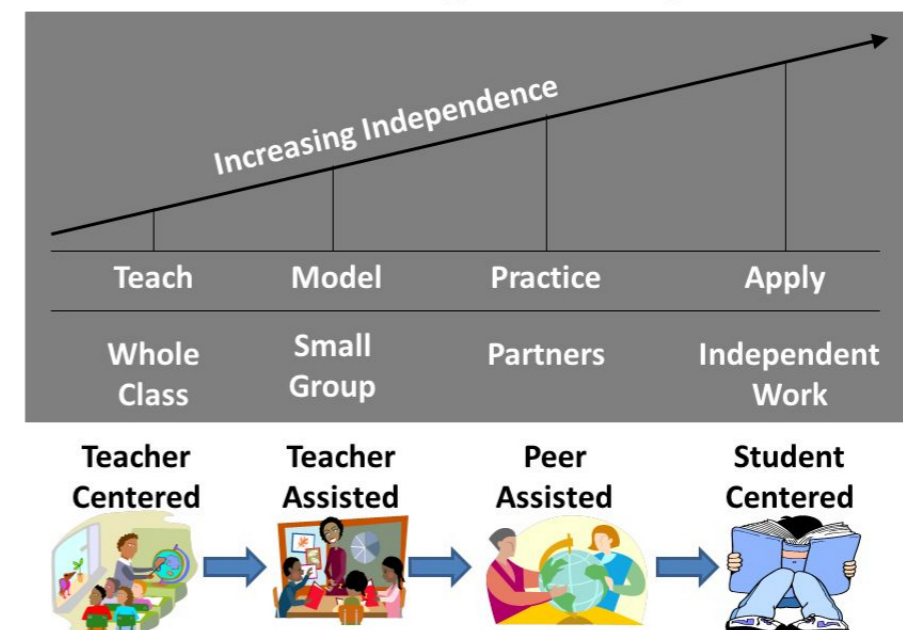 Increasing Independence
Teach Model Practice Apply
Whole
Class
Small
Group
Partners
Independent
Work
Teacher
Centered
Teacher
Assisted
Peer
Assisted
Student
Centered